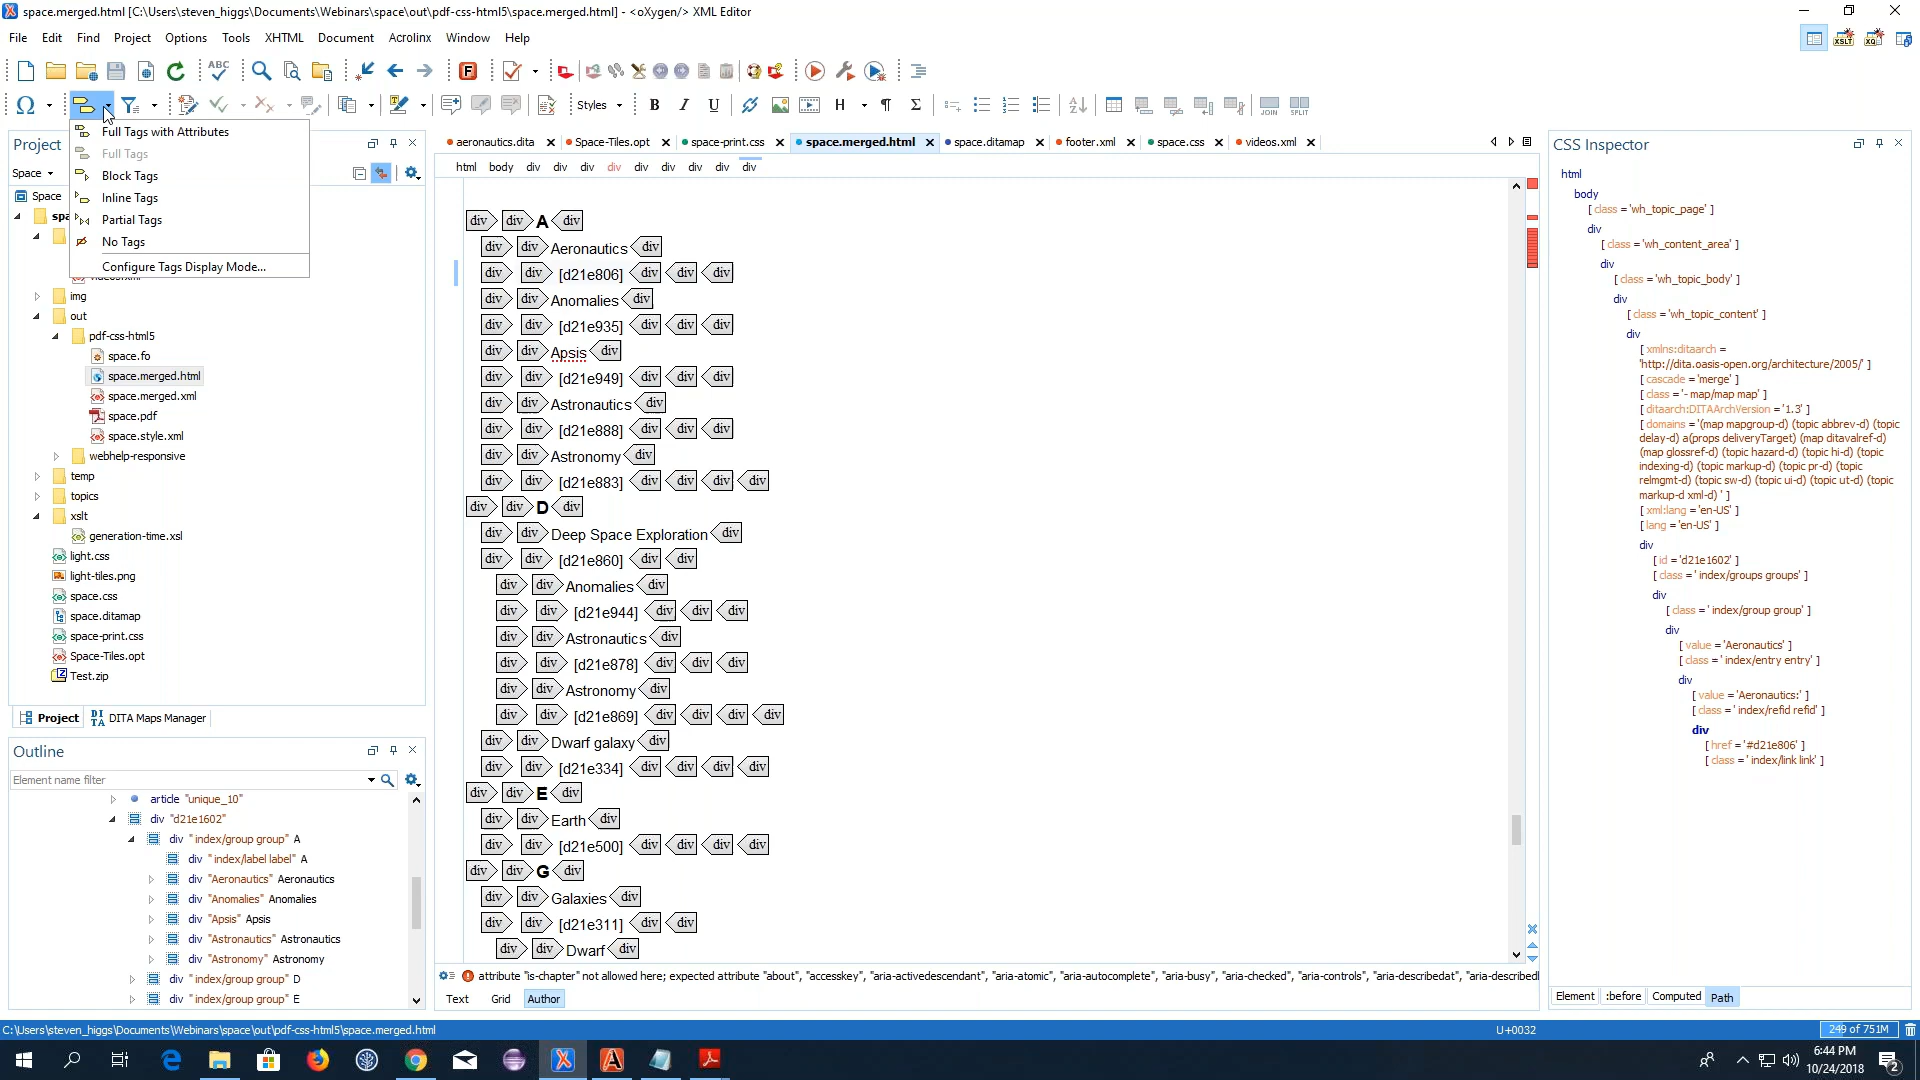 space.merged.html [C:\Users\steven_higgs\Documents\Webinars\space\out\pdf-css-html5\space.merged.html] - <oXygen/> XML Editor
File Edit Find Project Options Tools XHTML Document Acrolinx Window Help
Styles B I U H ¶ Σ
JOIN SPLIT
Full Tags with Attributes
Full Tags
Block Tags
Inline Tags
Partial Tags
No Tags
Configure Tags Display Mode...
Project
Space
Space
img
out
pdf-css-html5
space.fo
space.merged.html
space.merged.xml
space.pdf
space.style.xml
webhelp-responsive
temp
topics
xslt
generation-time.xsl
light.css
light-tiles.png
space.css
space.ditamap
space-print.css
Space-Tiles.opt
Test.zip
Project DITA Maps Manager
Outline
Element name filter
article "unique_10"
div "d21e1602"
div " index/group group" A
div " index/label label" A
div "Aeronautics" Aeronautics
div "Anomalies" Anomalies
div "Apsis" Apsis
div "Astronautics" Astronautics
div "Astronomy" Astronomy
div " index/group group" D
div " index/group group" E
aeronautics.dita Space-Tiles.opt space-print.css space.merged.html space.ditamap footer.xml space.css videos.xml
html body div div div div div div div div div
div div A div
div div Aeronautics div
div div [d21e806] div div div
div div Anomalies div
div div [d21e935] div div div
div div Apsis div
div div [d21e949] div div div
div div Astronautics div
div div [d21e888] div div div
div div Astronomy div
div div [d21e883] div div div div
div div D div
div div Deep Space Exploration div
div div [d21e860] div div
div div Anomalies div
div div [d21e944] div div div
div div Astronautics div
div div [d21e878] div div div
div div Astronomy div
div div [d21e869] div div div div
div div Dwarf galaxy div
div div [d21e334] div div div div
div div E div
div div Earth div
div div [d21e500] div div div div
div div G div
div div Galaxies div
div div [d21e311] div div
div div Dwarf div
attribute "is-chapter" not allowed here; expected attribute "about", "accesskey", "aria-activedescendant", "aria-atomic", "aria-autocomplete", "aria-busy", "aria-checked", "aria-controls", "aria-describedat", "aria-described
Text Grid Author
CSS Inspector
html
body
[ class = 'wh_topic_page' ]
div
[ class = 'wh_content_area' ]
div
[ class = 'wh_topic_body' ]
div
[ class = 'wh_topic_content' ]
div
[ xmlns:ditaarch =
'http://dita.oasis-open.org/architecture/2005/' ]
[ cascade = 'merge' ]
[ class = '- map/map map' ]
[ ditaarch:DITAArchVersion = '1.3' ]
[ domains = '(map mapgroup-d) (topic abbrev-d) (topic
delay-d) a(props deliveryTarget) (map ditavalref-d)
(map glossref-d) (topic hazard-d) (topic hi-d) (topic
indexing-d) (topic markup-d) (topic pr-d) (topic
relmgmt-d) (topic sw-d) (topic ui-d) (topic ut-d) (topic
markup-d xml-d) ' ]
[ xml:lang = 'en-US' ]
[ lang = 'en-US' ]
div
[ id = 'd21e1602' ]
[ class = ' index/groups groups' ]
div
[ class = ' index/group group' ]
div
[ value = 'Aeronautics' ]
[ class = ' index/entry entry' ]
div
[ value = 'Aeronautics:' ]
[ class = ' index/refid refid' ]
div
[ href = '#d21e806' ]
[ class = ' index/link link' ]
Element :before Computed Path
C:\Users\steven_higgs\Documents\Webinars\space\out\pdf-css-html5\space.merged.html U+0032 249 of 751M
6:44 PM
10/24/2018
2